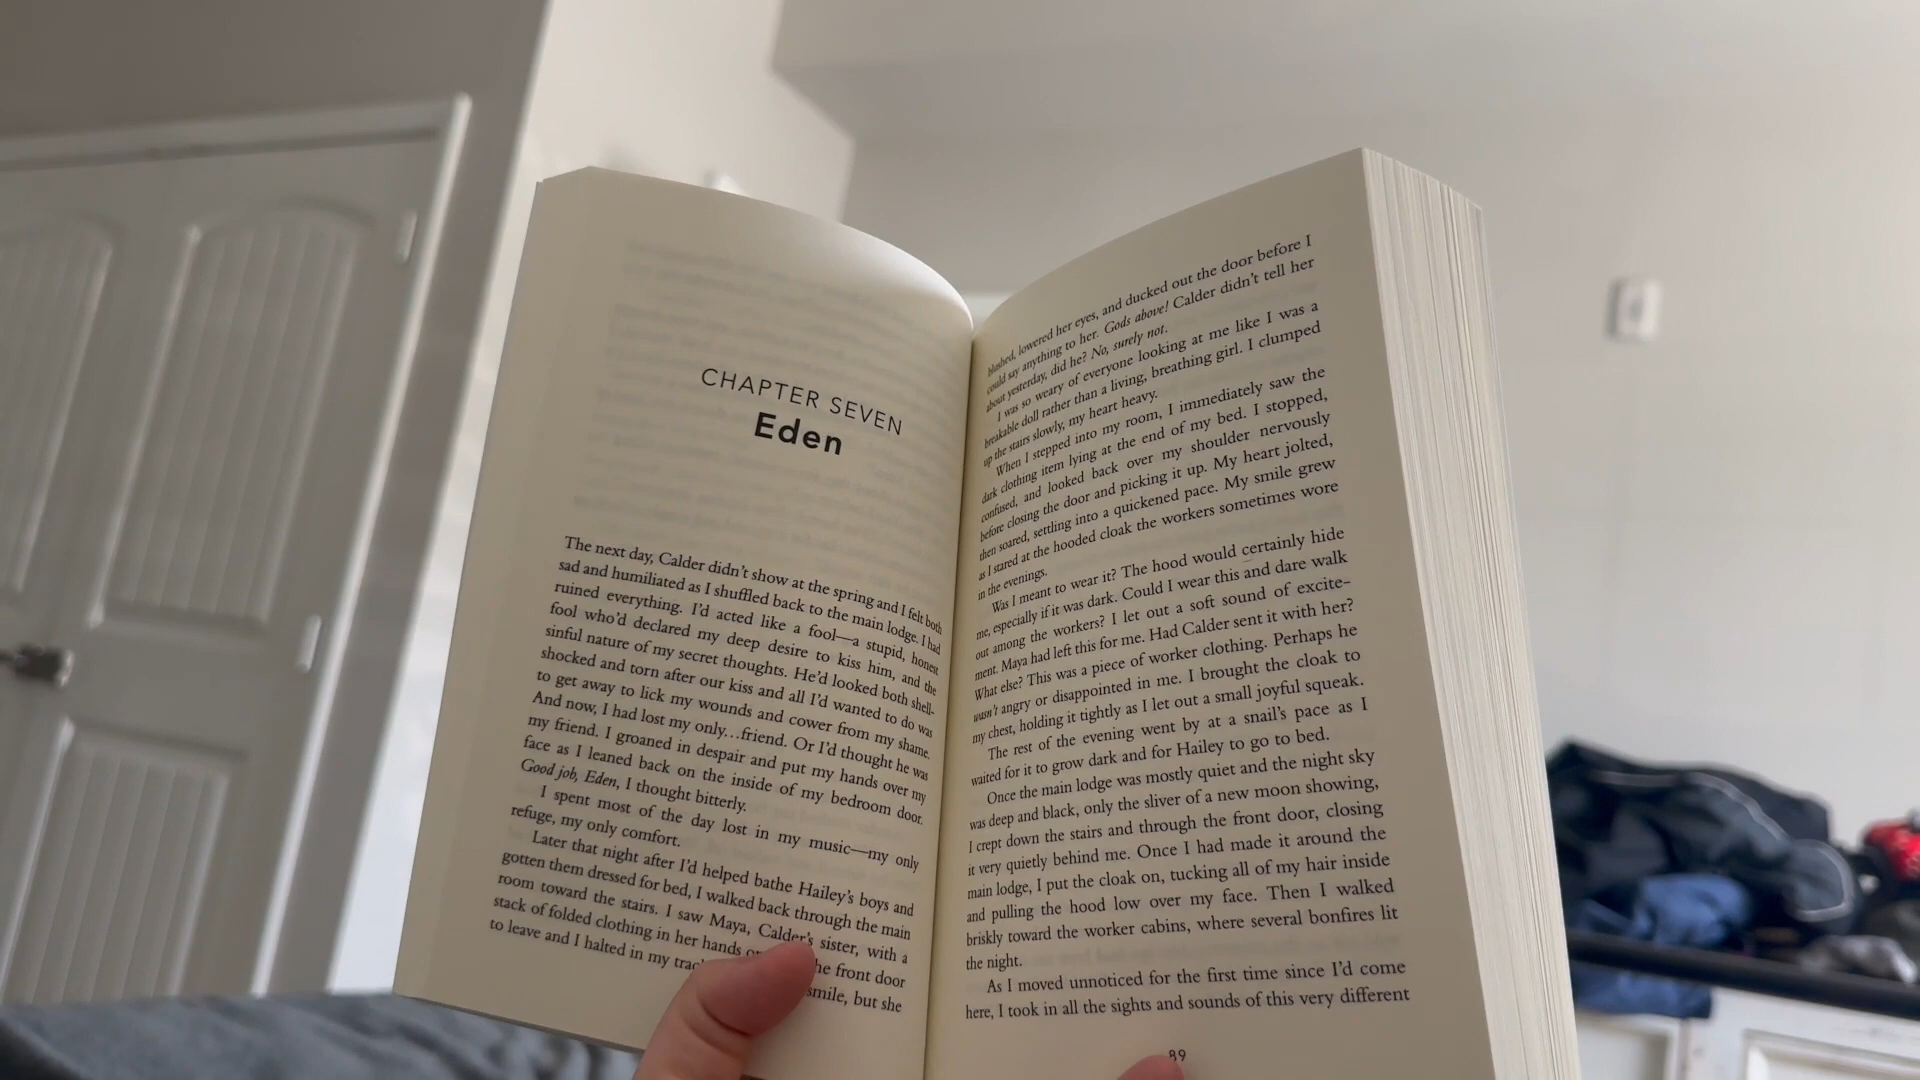 CHAPTER SEVEN
Eden
The next day, Calder didn't show at the spring and I felt both
sad and humiliated as I shuffled back to the main lodge. I had
ruined everything. I'd acted like a fool—a stupid, honest
fool who'd declared my deep desire to kiss him, and the
sinful nature of my secret thoughts. He'd looked both shell-
shocked and torn after our kiss and all I'd wanted to do was
to get away to lick my wounds and cower from my shame.
And now, I had lost my only…friend. Or I'd thought he was
my friend. I groaned in despair and put my hands over my
face as I leaned back on the inside of my bedroom door.
Good job, Eden, I thought bitterly.
I spent most of the day lost in my music—my only
refuge, my only comfort.
Later that night after I'd helped bathe Hailey's boys and
gotten them dressed for bed, I walked back through the main
room toward the stairs. I saw Maya, Calder's sister, with a
stack of folded clothing in her hands front door
to leave and I halted in my smile, but she
blushed, lowered her eyes, and ducked out the door before I
could say anything to her. Gods above! Calder didn't tell her
about yesterday, did he? No, surely not.
I was so weary of everyone looking at me like I was a
breakable doll rather than a living, breathing girl. I clumped
up the stairs slowly, my heart heavy.
When I stepped into my room, I immediately saw the
dark clothing item lying at the end of my bed. I stopped,
confused, and looked back over my shoulder nervously
before closing the door and picking it up. My heart jolted,
then soared, settling into a quickened pace. My smile grew
as I stared at the hooded cloak the workers sometimes wore
in the evenings.
Was I meant to wear it? The hood would certainly hide
me, especially if it was dark. Could I wear this and dare walk
out among the workers? I let out a soft sound of excite-
ment. Maya had left this for me. Had Calder sent it with her?
What else? This was a piece of worker clothing. Perhaps he
wasn't angry or disappointed in me. I brought the cloak to
my chest, holding it tightly as I let out a small joyful squeak.
The rest of the evening went by at a snail's pace as I
waited for it to grow dark and for Hailey to go to bed.
Once the main lodge was mostly quiet and the night sky
was deep and black, only the sliver of a new moon showing,
I crept down the stairs and through the front door, closing
it very quietly behind me. Once I had made it around the
main lodge, I put the cloak on, tucking all of my hair inside
and pulling the hood low over my face. Then I walked
briskly toward the worker cabins, where several bonfires lit
the night.
As I moved unnoticed for the first time since I'd come
here, I took in all the sights and sounds of this very different
89